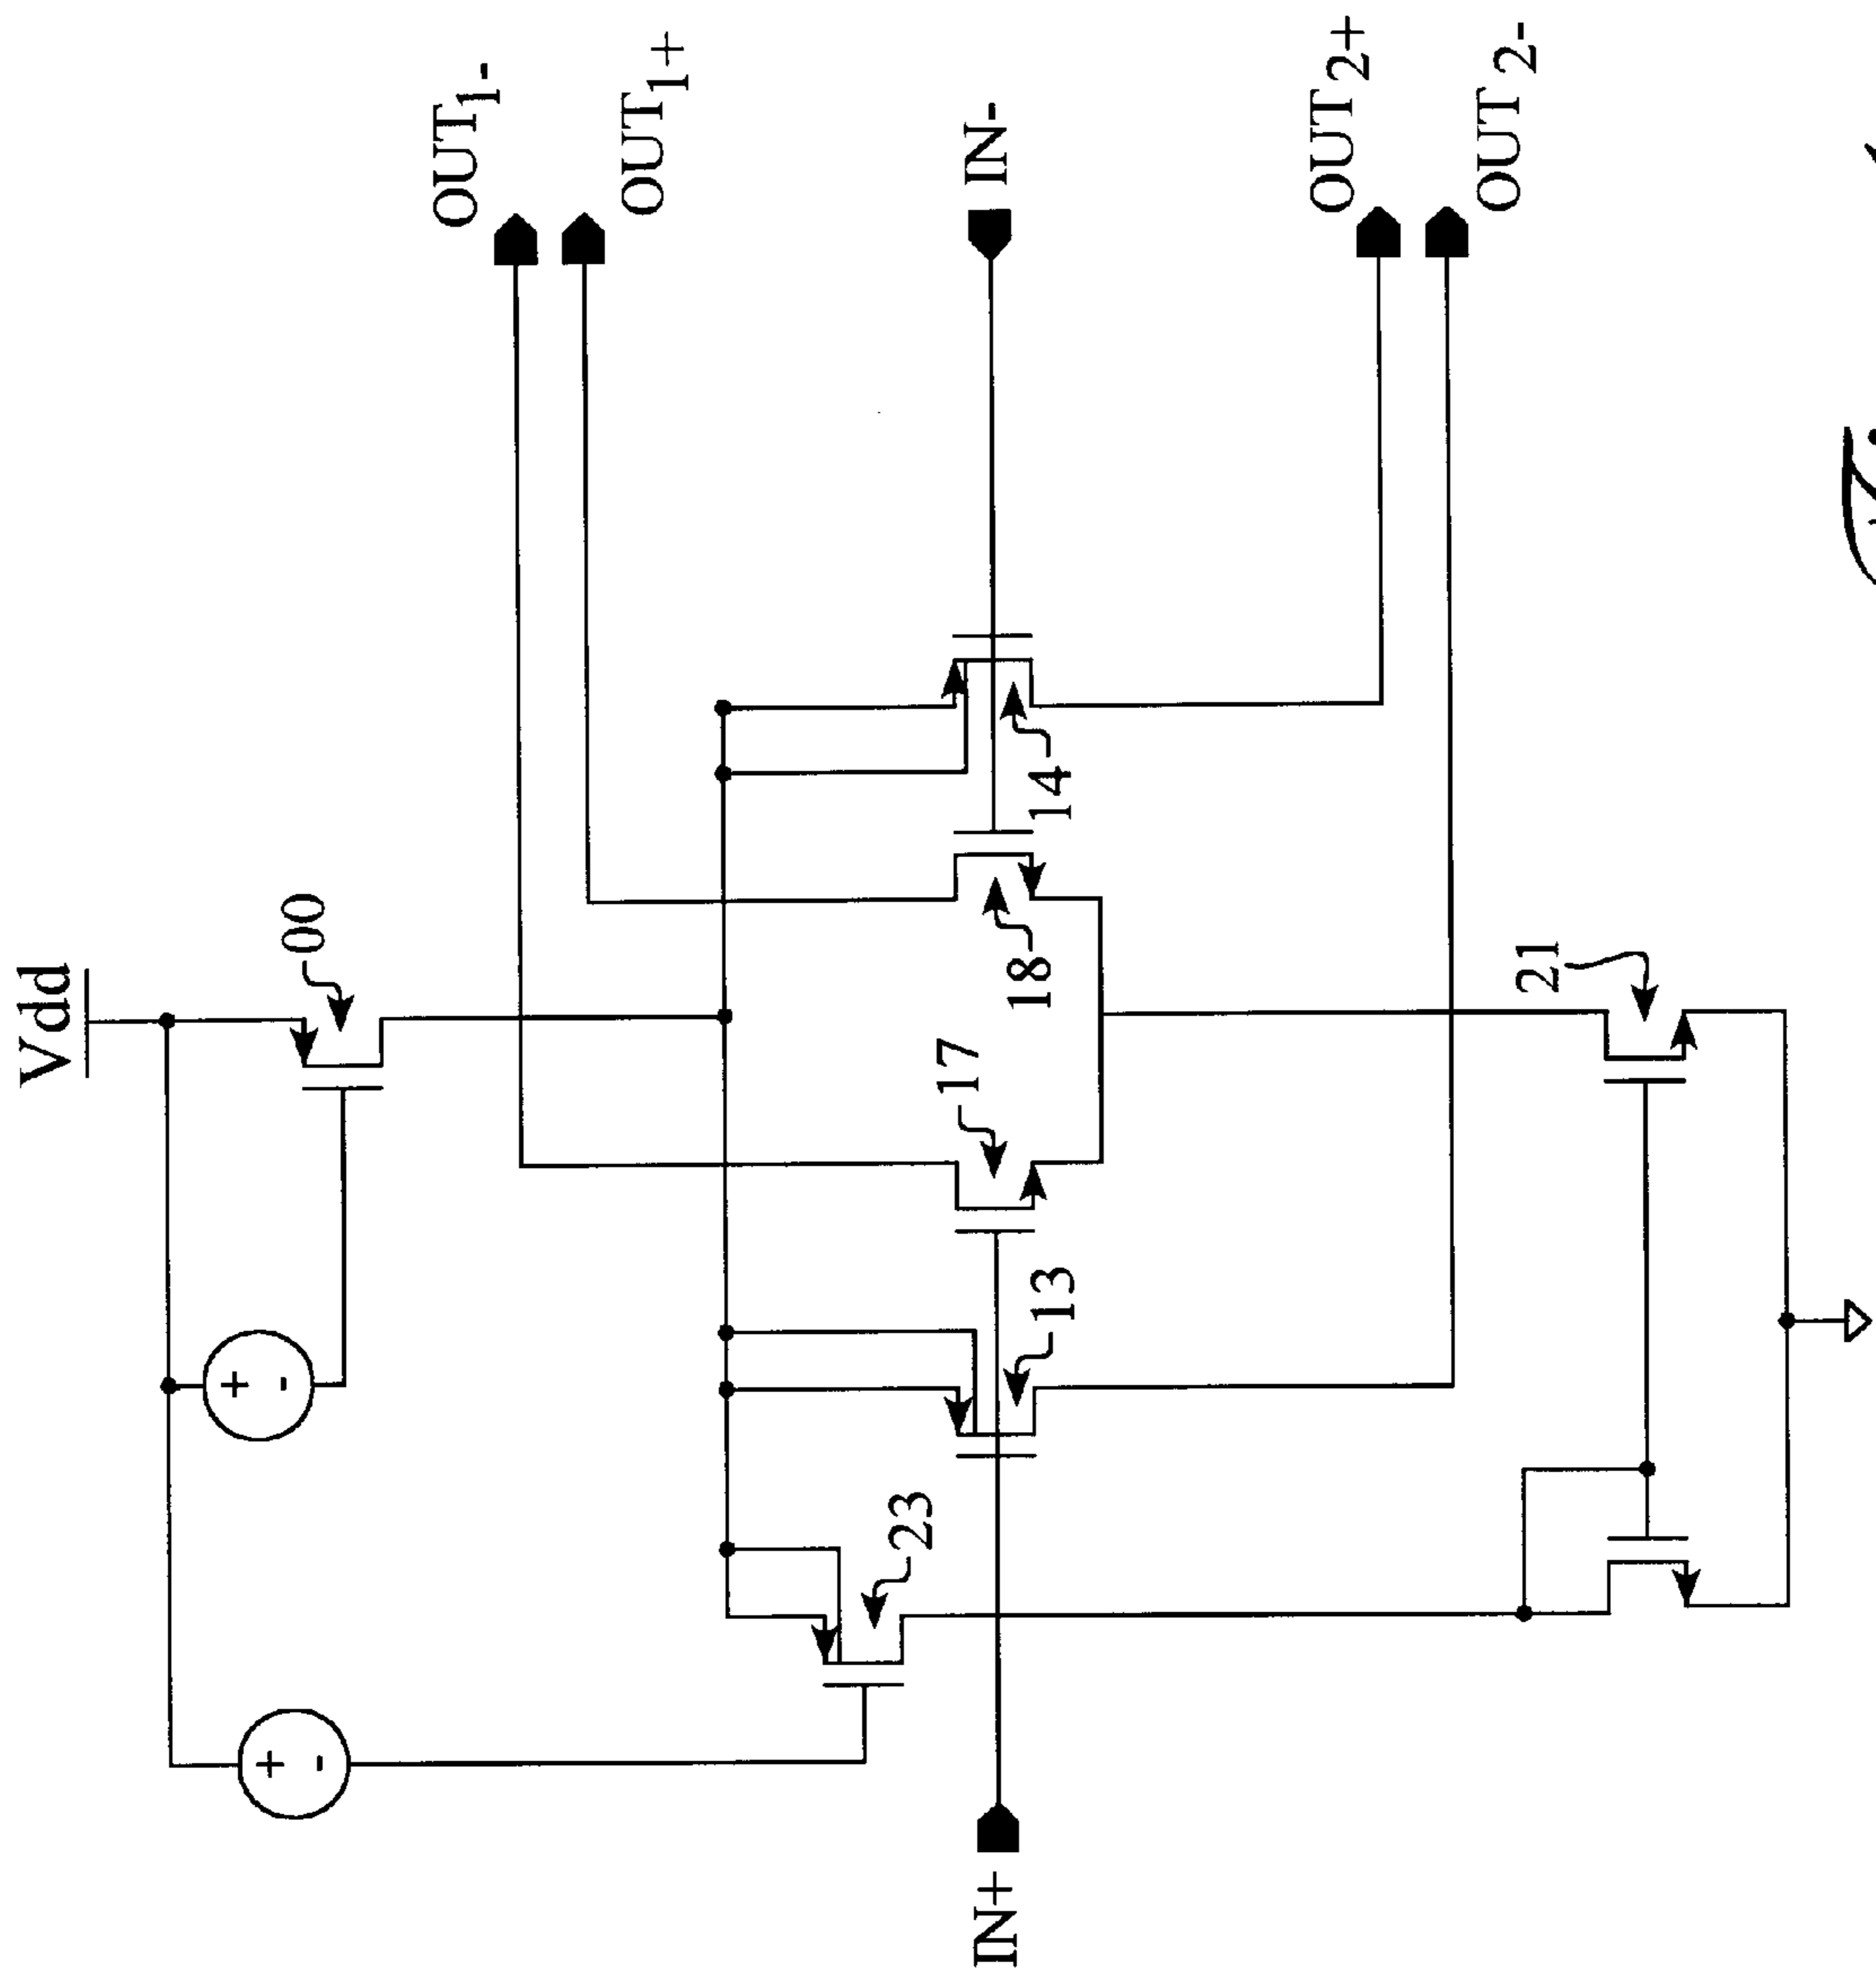 Vdd
00
OUT1-
OUT1+
23
17
IN+
IN-
13
18
14
OUT2+
OUT2-
21